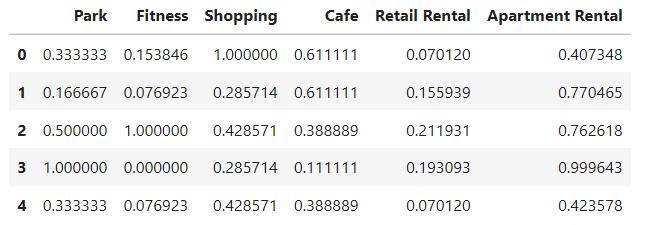 Park Fitness Shopping Cafe Retail Rental Apartment Rental
0 0.333333 0.153846 1.000000 0.611111 0.070120 0.407348
1 0.166667 0.076923 0.285714 0.611111 0.155939 0.770465
2 0.500000 1.000000 0.428571 0.388889 0.211931 0.762618
3 1.000000 0.000000 0.285714 0.111111 0.193093 0.999643
4 0.333333 0.076923 0.428571 0.388889 0.070120 0.423578